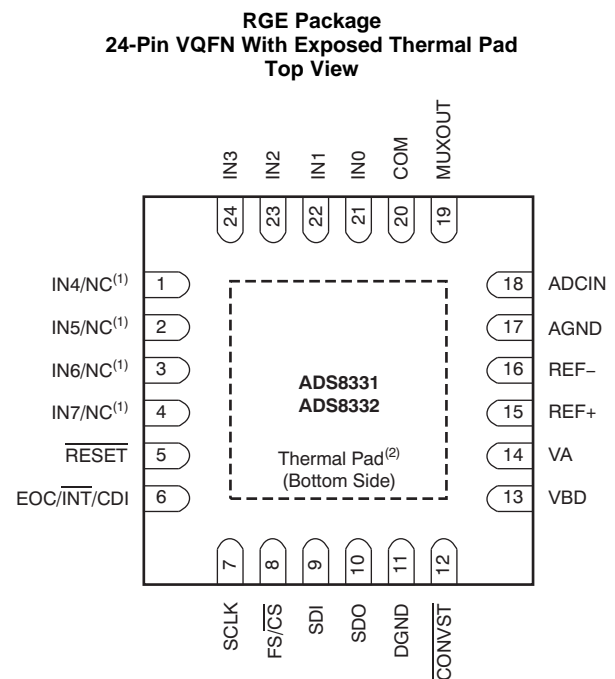 RGE Package
24-Pin VQFN With Exposed Thermal Pad
Top View
IN3
IN2
IN1
IN0
COM
MUXOUT
24
23
22
21
20
19
IN4/NC(1)
1
18
ADCIN
IN5/NC(1)
2
17
AGND
IN6/NC(1)
3
16
REF−
IN7/NC(1)
4
15
REF+
RESET
5
14
VA
EOC/INT/CDI
6
13
VBD
ADS8331
ADS8332
Thermal Pad(2)
(Bottom Side)
7
8
9
10
11
12
SCLK
FS/CS
SDI
SDO
DGND
CONVST